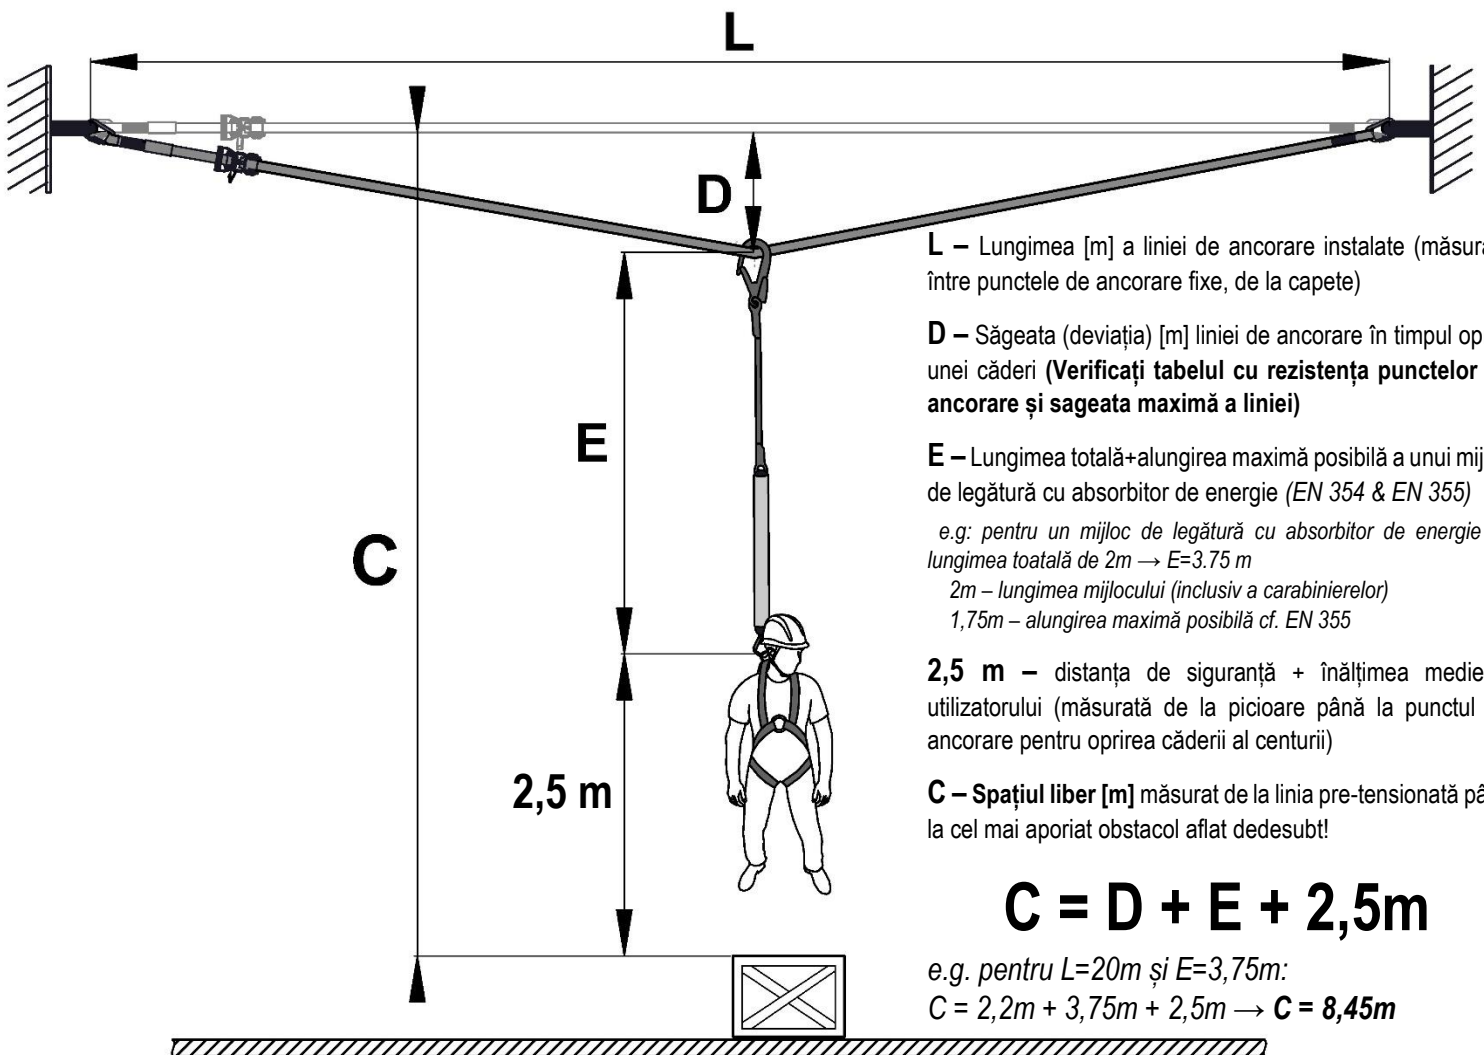 L
D
E
C
2,5 m
L – Lungimea [m] a liniei de ancorare instalate (măsura
între punctele de ancorare fixe, de la capete)
D – Săgeata (deviația) [m] liniei de ancorare în timpul op
unei căderi (Verificați tabelul cu rezistența punctelor
ancorare și sageata maximă a liniei)
E – Lungimea totală+alungirea maximă posibilă a unui mij
de legătură cu absorbitor de energie (EN 354 & EN 355)
e.g: pentru un mijloc de legătură cu absorbitor de energie
lungimea toatală de 2m → E=3.75 m
2m – lungimea mijlocului (inclusiv a carabinierelor)
1,75m – alungirea maximă posibilă cf. EN 355
2,5 m – distanța de siguranță + înălțimea medie
utilizatorului (măsurată de la picioare până la punctul
ancorare pentru oprirea căderii al centurii)
C – Spațiul liber [m] măsurat de la linia pre-tensionată pâ
la cel mai aporiat obstacol aflat dedesubt!
C = D + E + 2,5m
e.g. pentru L=20m și E=3,75m:
C = 2,2m + 3,75m + 2,5m → C = 8,45m